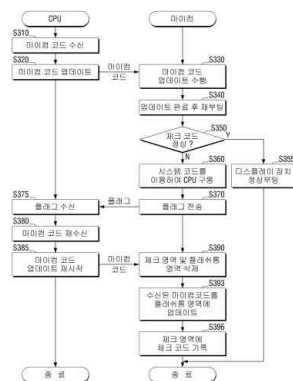 CPU
마이컴
S310
마이컴 코드 수신
S320
마이컴 코드 업데이트
마이컴
코드
S330
마이컴 코드
업데이트 수행
S340
업데이트 완료 후 재부팅
S350
체크 코드
정상 ?
Y
N
S360
시스템 코드를
이용하여 CPU 구동
S355
디스플레이 장치
정상부팅
S375
플래그 수신
플래그
S370
플래그 전송
S380
마이컴 코드 재수신
S385
마이컴 코드
업데이트 재시작
마이컴
코드
S390
체크 영역 및 플래쉬롬
영역 삭제
S393
수신된 마이컴코드를
플래쉬롬 영역에
업데이트
S396
체크 영역에
체크 코드 기록
종 료
종 료